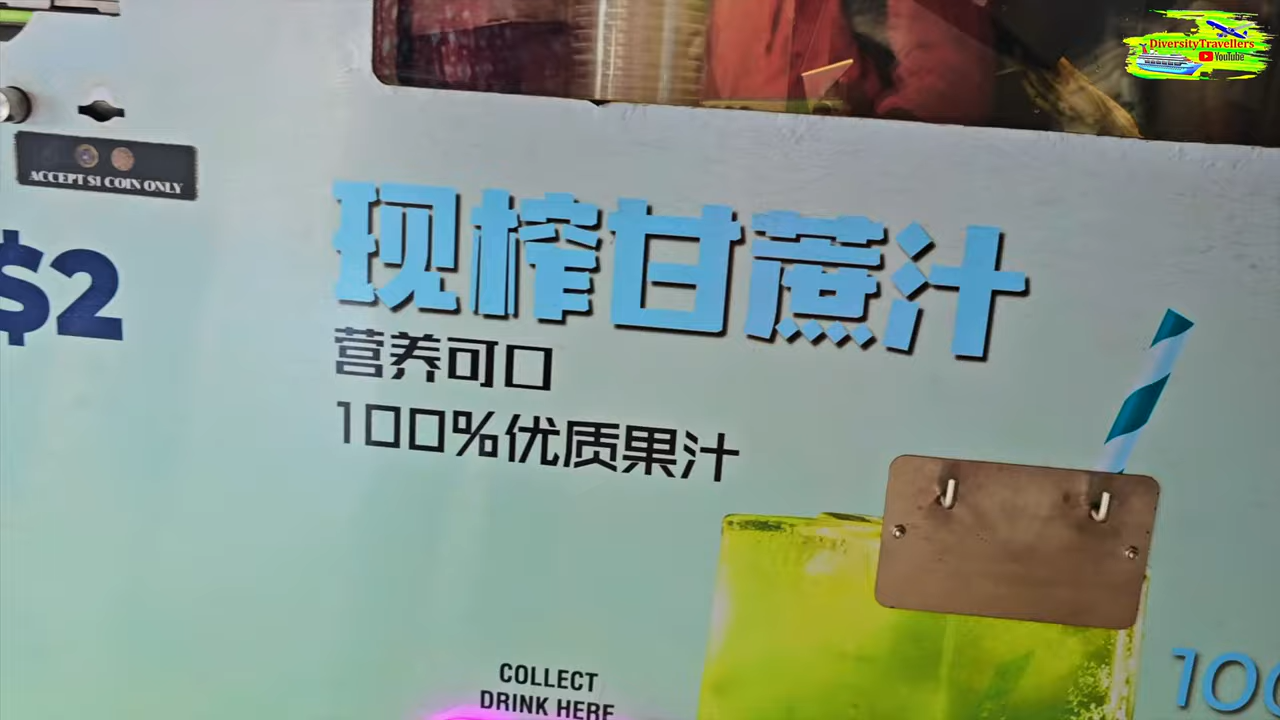 DiversityTravellers
YouTube
ACCEPT $1 COIN ONLY
$2
现榨甘蔗汁
营养可口
100%优质果汁
COLLECT
DRINK HERE
100